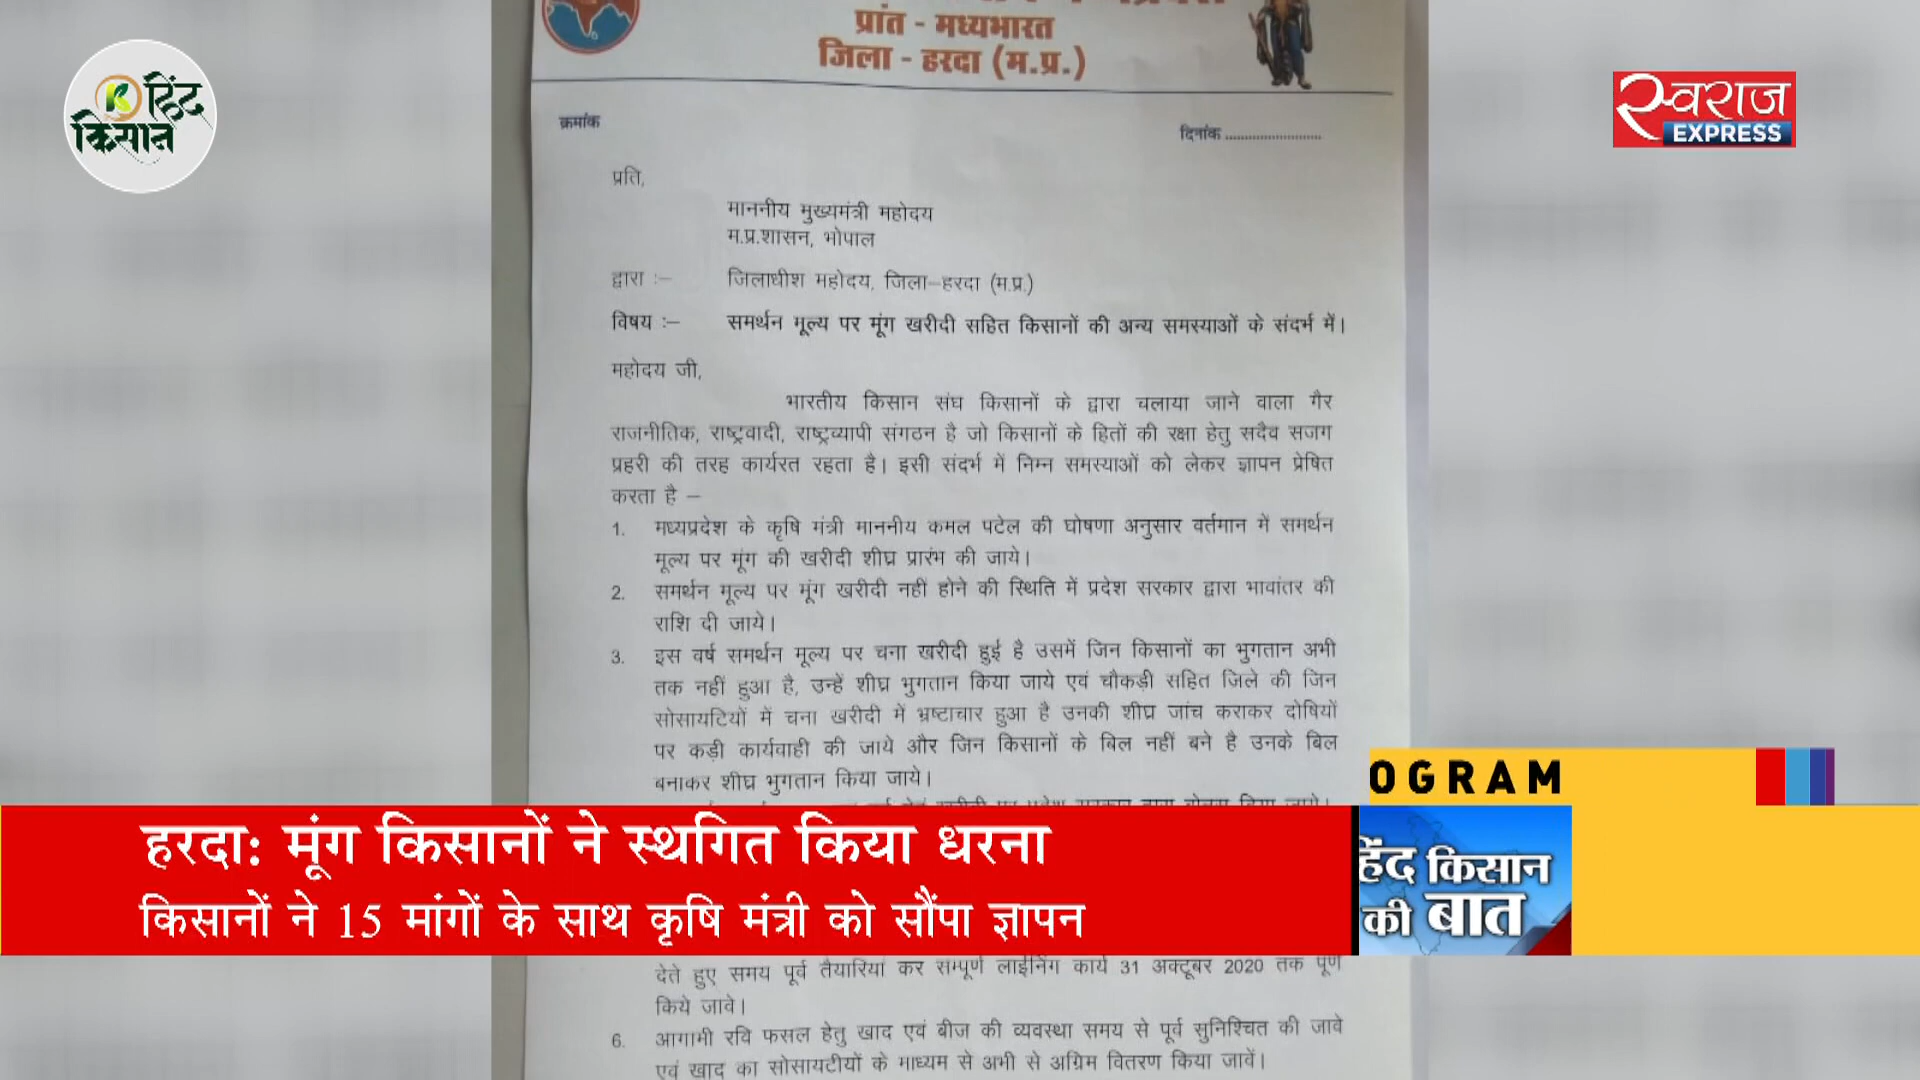 हिंद
किसान
स्वराज
EXPRESS
प्रांत - मध्यभारत
जिला - हरदा (म.प्र.)
क्रमांक
दिनांक ........................
प्रति,
माननीय मुख्यमंत्री महोदय
म.प्र.शासन, भोपाल
द्वारा :– जिलाधीश महोदय, जिला–हरदा (म.प्र.)
विषय :– समर्थन मूल्य पर मूंग खरीदी सहित किसानों की अन्य समस्याओं के संदर्भ में।
महोदय जी,
भारतीय किसान संघ किसानों के द्वारा चलाया जाने वाला गैर
राजनीतिक, राष्ट्रवादी, राष्ट्रव्यापी संगठन है जो किसानों के हितों की रक्षा हेतु सदैव सजग
प्रहरी की तरह कार्यरत रहता है। इसी संदर्भ में निम्न समस्याओं को लेकर ज्ञापन प्रेषित
करता है –
1. मध्यप्रदेश के कृषि मंत्री माननीय कमल पटेल की घोषणा अनुसार वर्तमान में समर्थन
मूल्य पर मूंग की खरीदी शीघ्र प्रारंभ की जाये।
2. समर्थन मूल्य पर मूंग खरीदी नहीं होने की स्थिति में प्रदेश सरकार द्वारा भावांतर की
राशि दी जाये।
3. इस वर्ष समर्थन मूल्य पर चना खरीदी हुई है उसमें जिन किसानों का भुगतान अभी
तक नहीं हुआ है, उन्हें शीघ्र भुगतान किया जाये एवं चौकड़ी सहित जिले की जिन
सोसायटियों में चना खरीदी में भ्रष्टाचार हुआ है उनकी शीघ्र जांच कराकर दोषियों
पर कड़ी कार्यवाही की जाये और जिन किसानों के बिल नहीं बने है उनके बिल
बनाकर शीघ्र भुगतान किया जाये।
OGRAM
हरदा: मूंग किसानों ने स्थगित किया धरना
किसानों ने 15 मांगों के साथ कृषि मंत्री को सौंपा ज्ञापन
हिंद किसान
की बात
देते हुए समय पूर्व तैयारियां कर सम्पूर्ण लाईनिंग कार्य 31 अक्टूबर 2020 तक पूर्ण
किये जावे।
6. आगामी रवि फसल हेतु खाद एवं बीज की व्यवस्था समय से पूर्व सुनिश्चित की जावे
एवं खाद का सोसायटीयों के माध्यम से अभी से अग्रिम वितरण किया जावें।